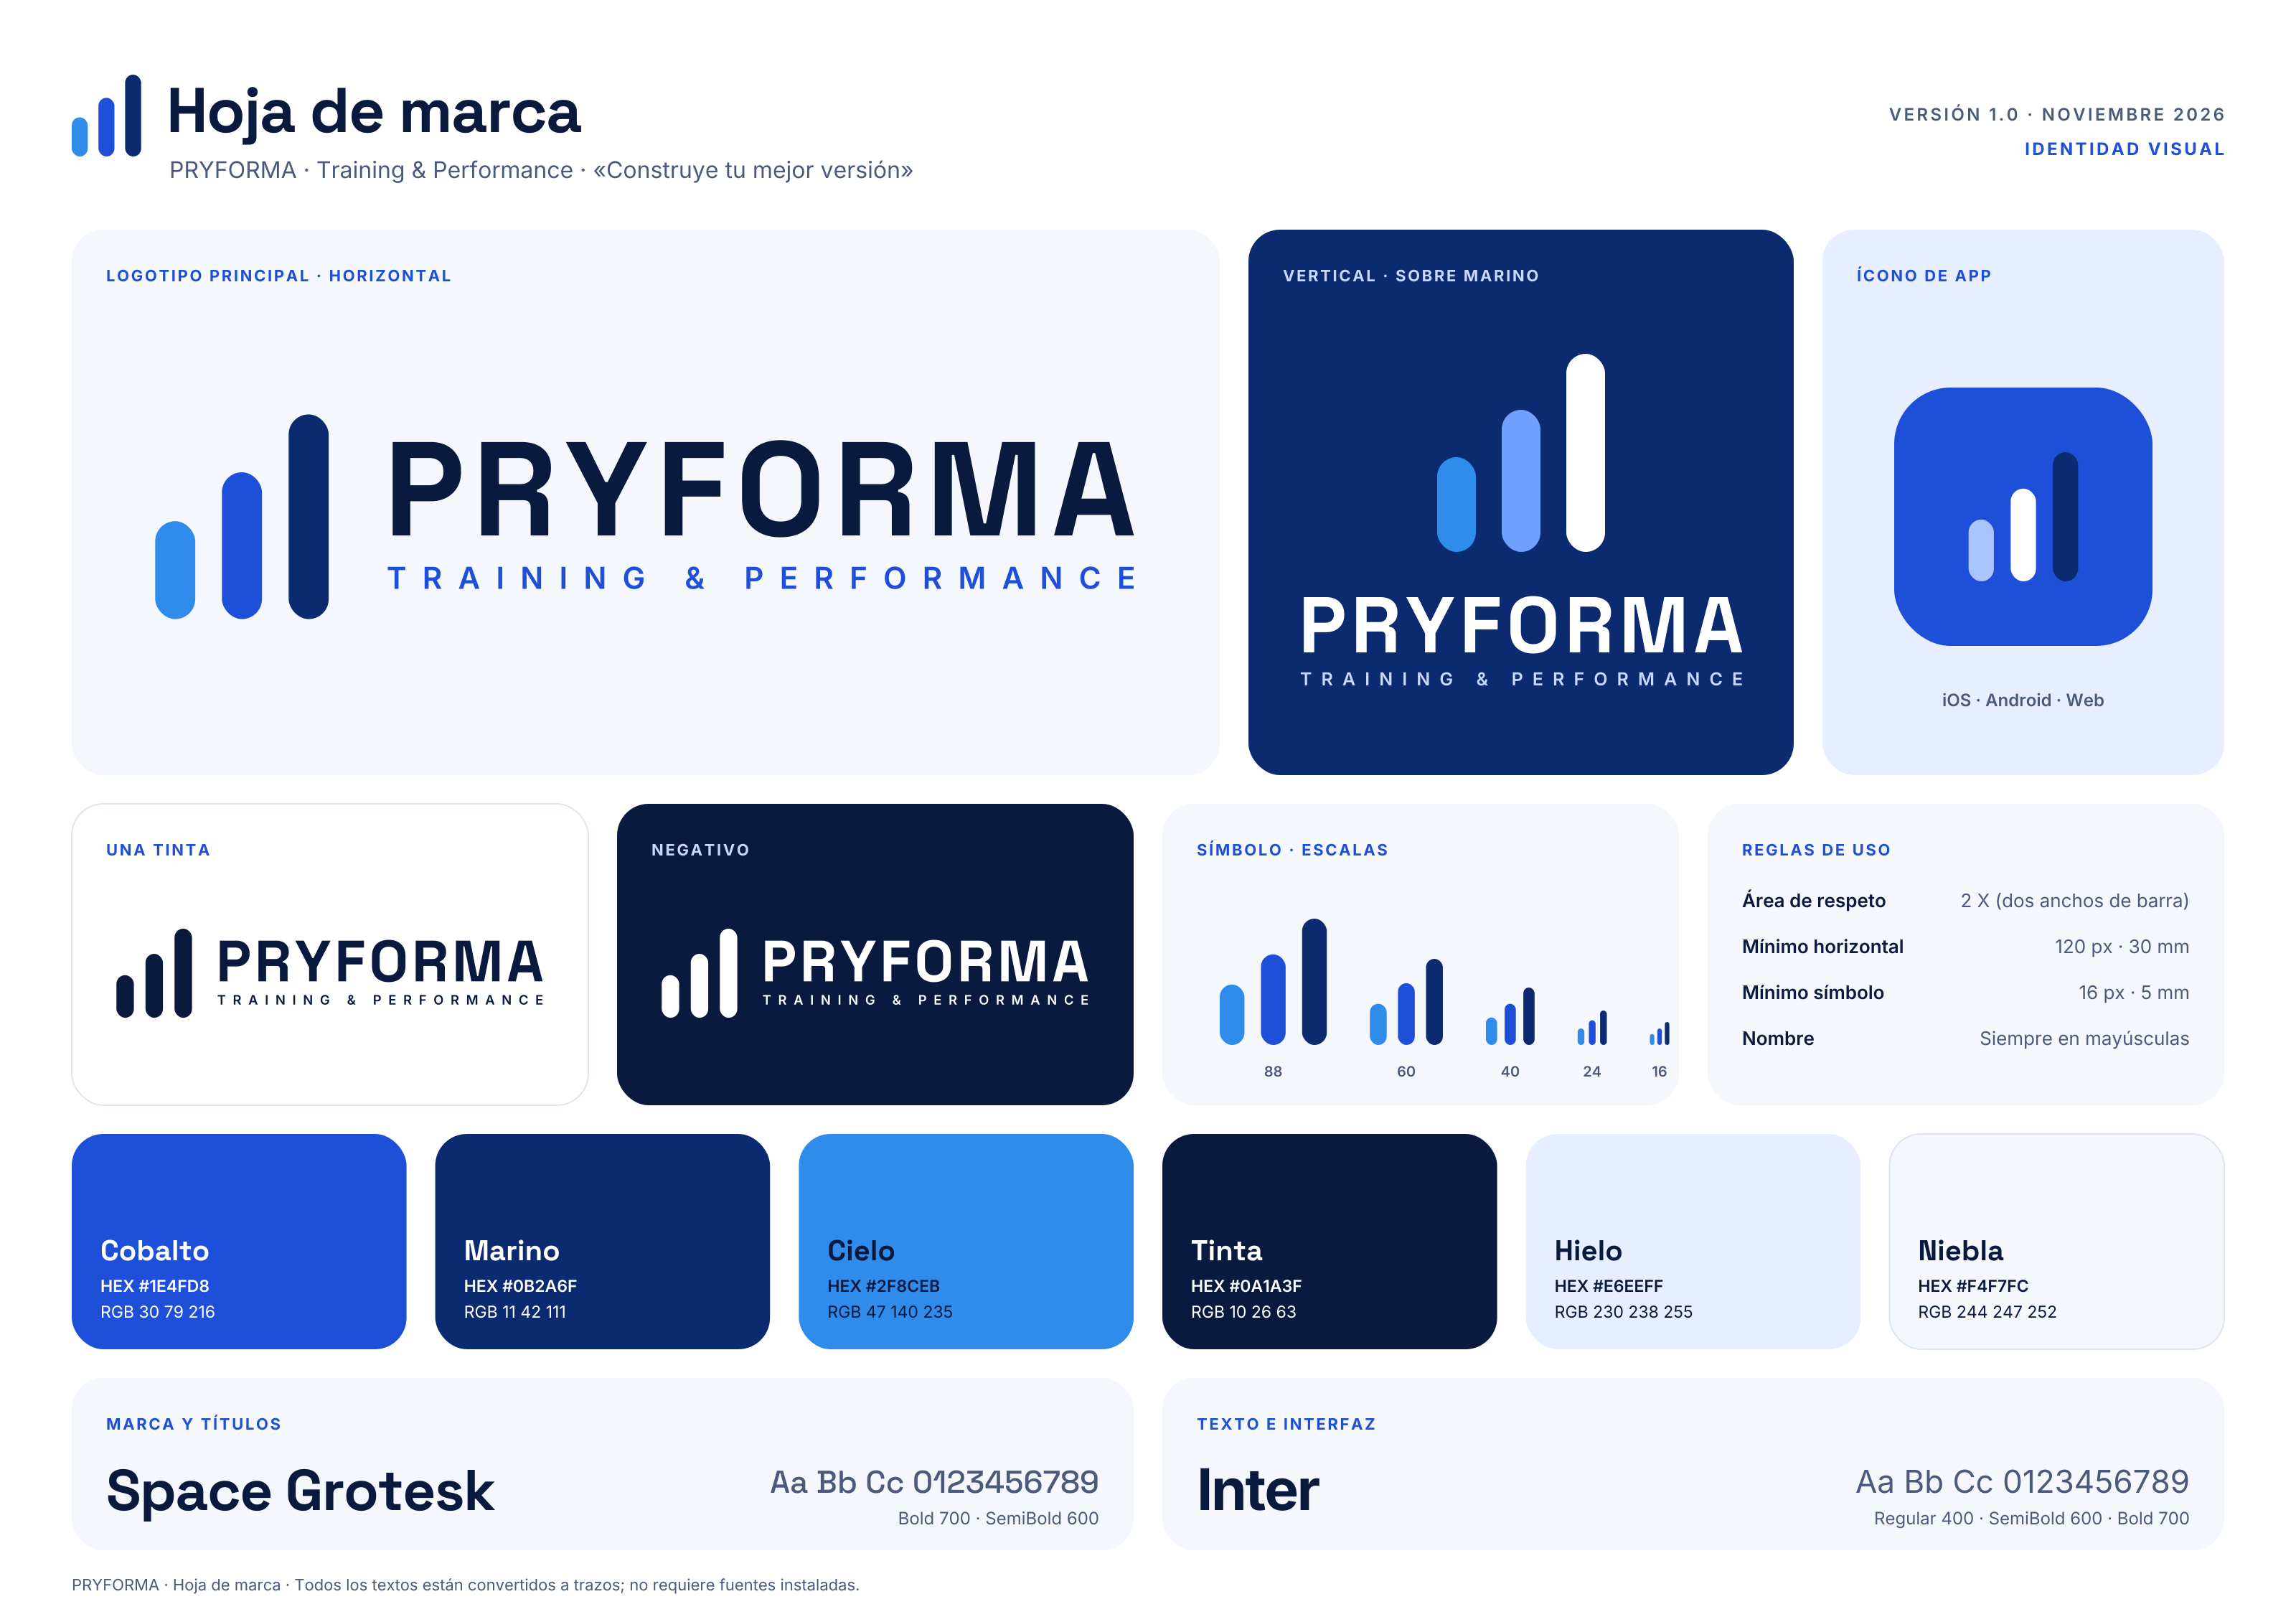 Hoja de marca
PRYFORMA · Training & Performance · «Construye tu mejor versión»
VERSIÓN 1.0 · NOVIEMBRE 2026
IDENTIDAD VISUAL
LOGOTIPO PRINCIPAL · HORIZONTAL
PRYFORMA
TRAINING & PERFORMANCE
VERTICAL · SOBRE MARINO
PRYFORMA
TRAINING & PERFORMANCE
ÍCONO DE APP
iOS · Android · Web
UNA TINTA
PRYFORMA
TRAINING & PERFORMANCE
NEGATIVO
PRYFORMA
TRAINING & PERFORMANCE
SÍMBOLO · ESCALAS
88 60 40 24 16
REGLAS DE USO
Área de respeto 2 X (dos anchos de barra)
Mínimo horizontal 120 px · 30 mm
Mínimo símbolo 16 px · 5 mm
Nombre Siempre en mayúsculas
Cobalto
HEX #1E4FD8
RGB 30 79 216
Marino
HEX #0B2A6F
RGB 11 42 111
Cielo
HEX #2F8CEB
RGB 47 140 235
Tinta
HEX #0A1A3F
RGB 10 26 63
Hielo
HEX #E6EEFF
RGB 230 238 255
Niebla
HEX #F4F7FC
RGB 244 247 252
MARCA Y TÍTULOS
Space Grotesk
Aa Bb Cc 0123456789
Bold 700 · SemiBold 600
TEXTO E INTERFAZ
Inter
Aa Bb Cc 0123456789
Regular 400 · SemiBold 600 · Bold 700
PRYFORMA · Hoja de marca · Todos los textos están convertidos a trazos; no requiere fuentes instaladas.